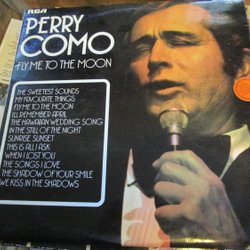 RCA
PERRY
COMO
FLY ME TO THE MOON
THE SWEETEST SOUNDS
MY FAVOURITE THINGS
FLY ME TO THE MOON
I'LL REMEMBER APRIL
THE HAWAIIAN WEDDING SONG
IN THE STILL OF THE NIGHT
SUNRISE SUNSET
THIS IS ALL I ASK
WHEN I LOST YOU
THE SONGS I LOVE
THE SHADOW OF YOUR SMILE
WE KISS IN THE SHADOWS